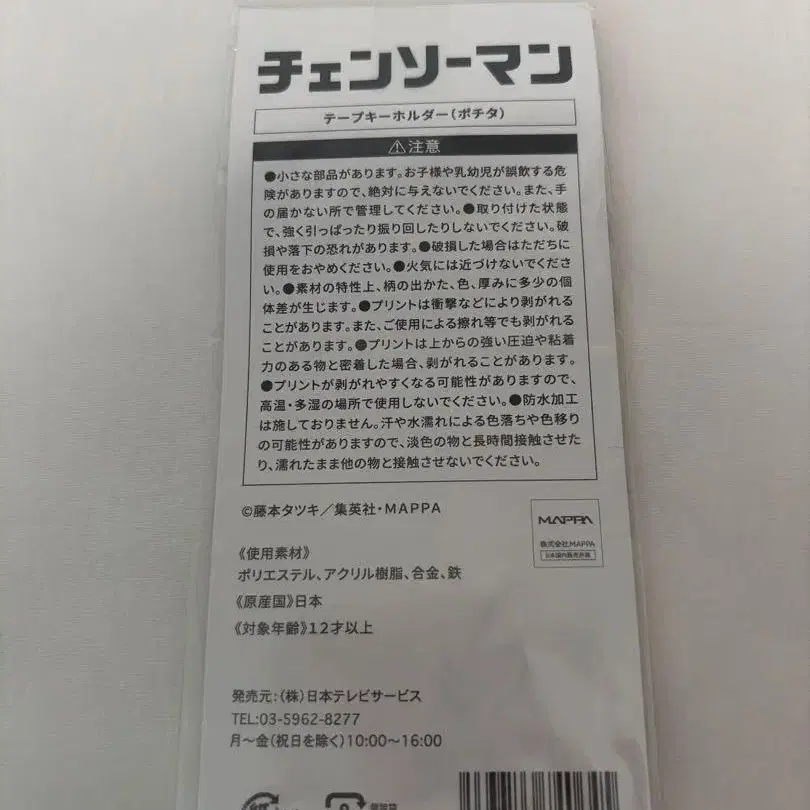 チェンソーマン
テープキーホルダー(ポチタ)
⚠注意
●小さな部品があります。お子様や乳幼児が誤飲する危
険がありますので、絶対に与えないでください。また、手
の届かない所で管理してください。●取り付けた状態
で、強く引っぱったり振り回したりしないでください。破
損や落下の恐れがあります。●破損した場合はただちに
使用をおやめください。●火気には近づけないでくださ
い。●素材の特性上、柄の出かた、色、厚みに多少の個
体差が生じます。●プリントは衝撃などにより剥がれる
ことがあります。また、ご使用による擦れ等でも剥がれる
ことがあります。●プリントは上からの強い圧迫や粘着
力のある物と密着した場合、剥がれることがあります。
●プリントが剥がれやすくなる可能性がありますので、
高温・多湿の場所で使用しないでください。●防水加工
は施しておりません。汗や水濡れによる色落ちや色移り
の可能性がありますので、淡色の物と長時間接触させた
り、濡れたまま他の物と接触させないでください。
©藤本タツキ/集英社・MAPPA
MAPPA
株式会社MAPPA
日本国内販売許諾
《使用素材》
ポリエステル、アクリル樹脂、合金、鉄
《原産国》日本
《対象年齢》12才以上
発売元:(株)日本テレビサービス
TEL:03-5962-8277
月〜金(祝日を除く)10:00〜16:00